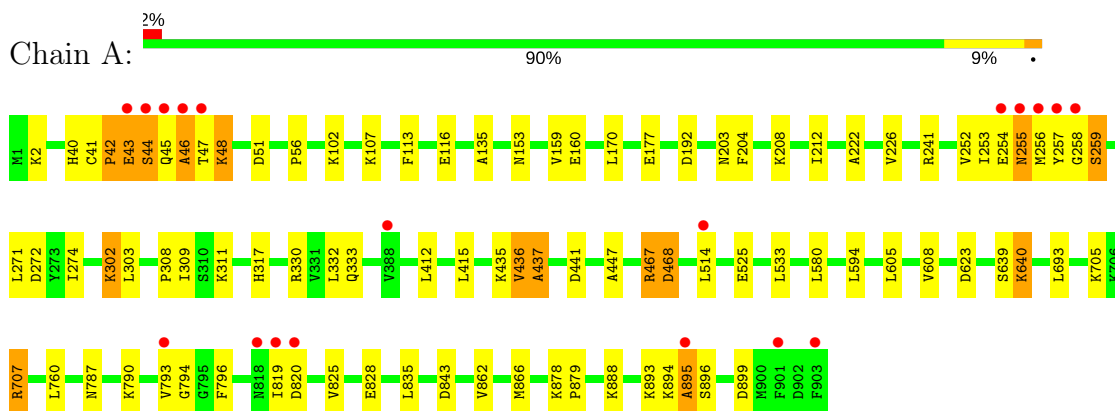 2%
Chain A:
90% 9% •
M1 K2 H40 C41 P42 E43 S44 Q45 A46 T47 K48 D51 P56 K102 K107 F113 E116 A135 N153 V159 E160 L170 E177 D192 N203 F204 K208 I212 A222 V226 R241 V252 I253 E254 N255 M256 Y257 G258 S259
L271 D272 Y273 I274 K302 L303 P308 I309 S310 K311 H317 R330 V331 L332 Q333 V388 L412 L415 K435 V436 A437 D441 A447 R467 D468 L514 E525 L533 L580 L594 L605 V608 D623 S639 K640 L693 K705 K706
R707 L760 N787 K790 V793 G794 G795 F796 N818 I819 D820 V825 E828 L835 D843 V862 M866 K878 P879 K888 K893 K894 A895 S896 D899 M900 F901 D902 F903